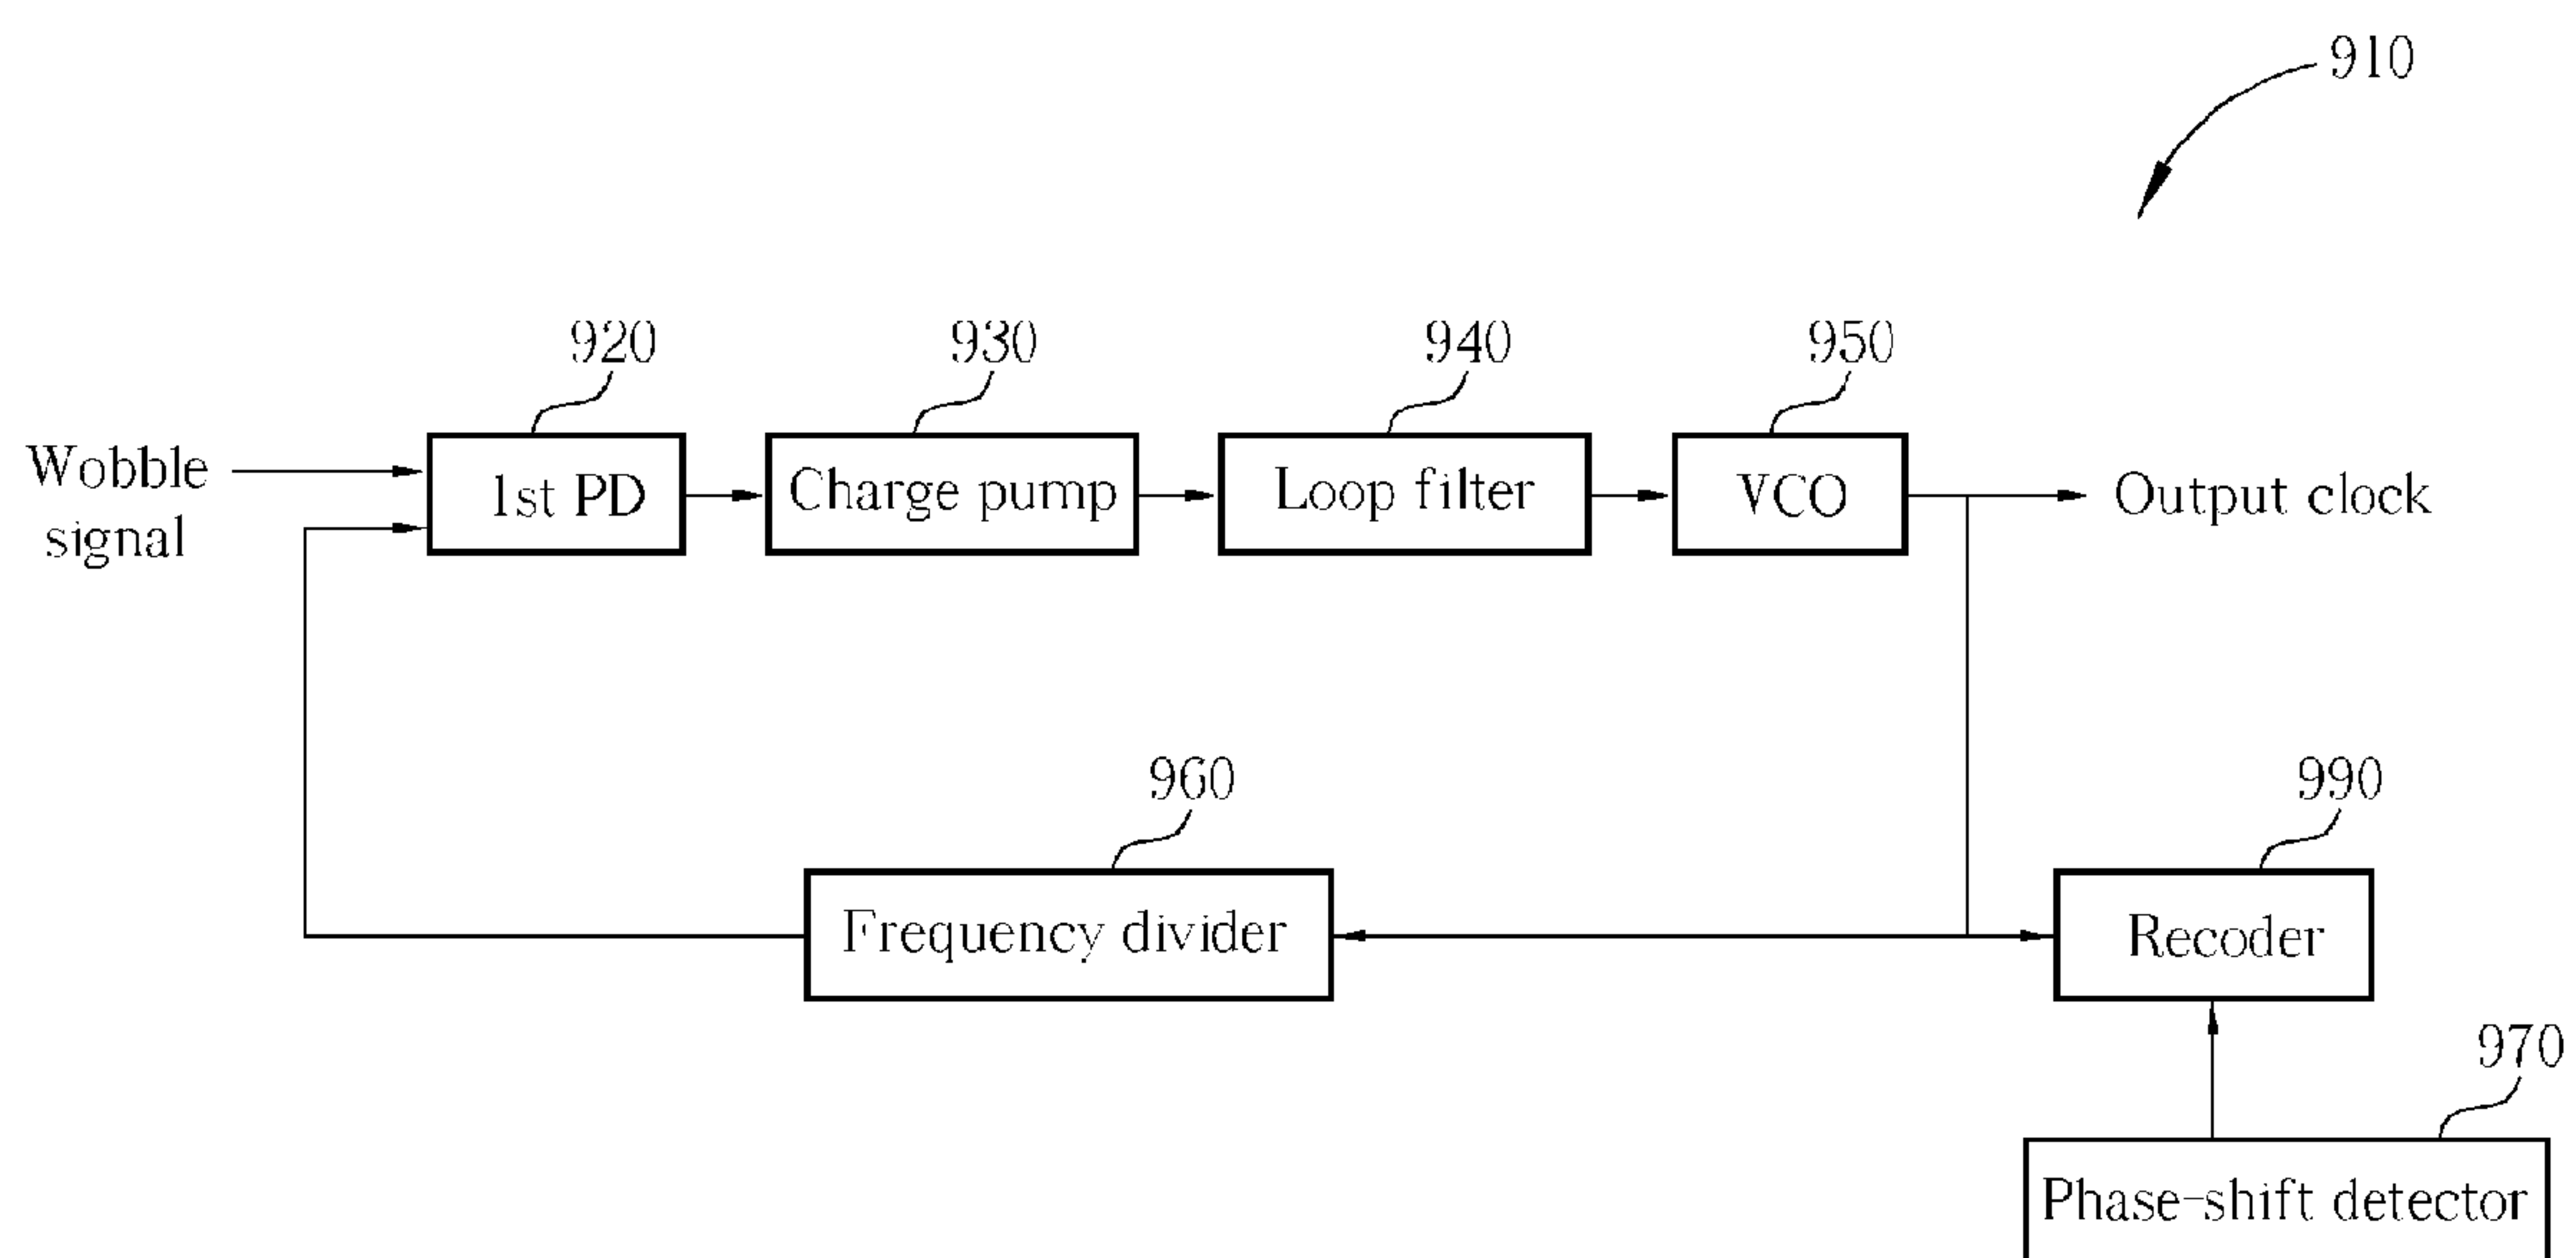 910
920
930
940
950
Wobble
signal
1st PD
Charge pump
Loop filter
VCO
Output clock
960
990
Frequency divider
Recoder
970
Phase-shift detector